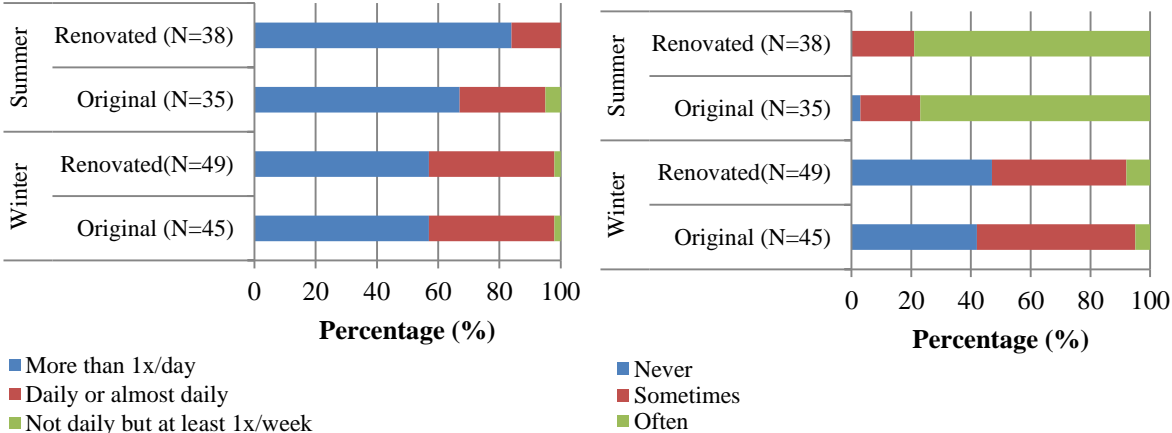 Summer
Renovated (N=38)
Original (N=35)
Winter
Renovated(N=49)
Original (N=45)
0 20 40 60 80 100
Percentage (%)
More than 1x/day
Daily or almost daily
Not daily but at least 1x/week
Summer
Renovated (N=38)
Original (N=35)
Winter
Renovated(N=49)
Original (N=45)
0 20 40 60 80 100
Percentage (%)
Never
Sometimes
Often